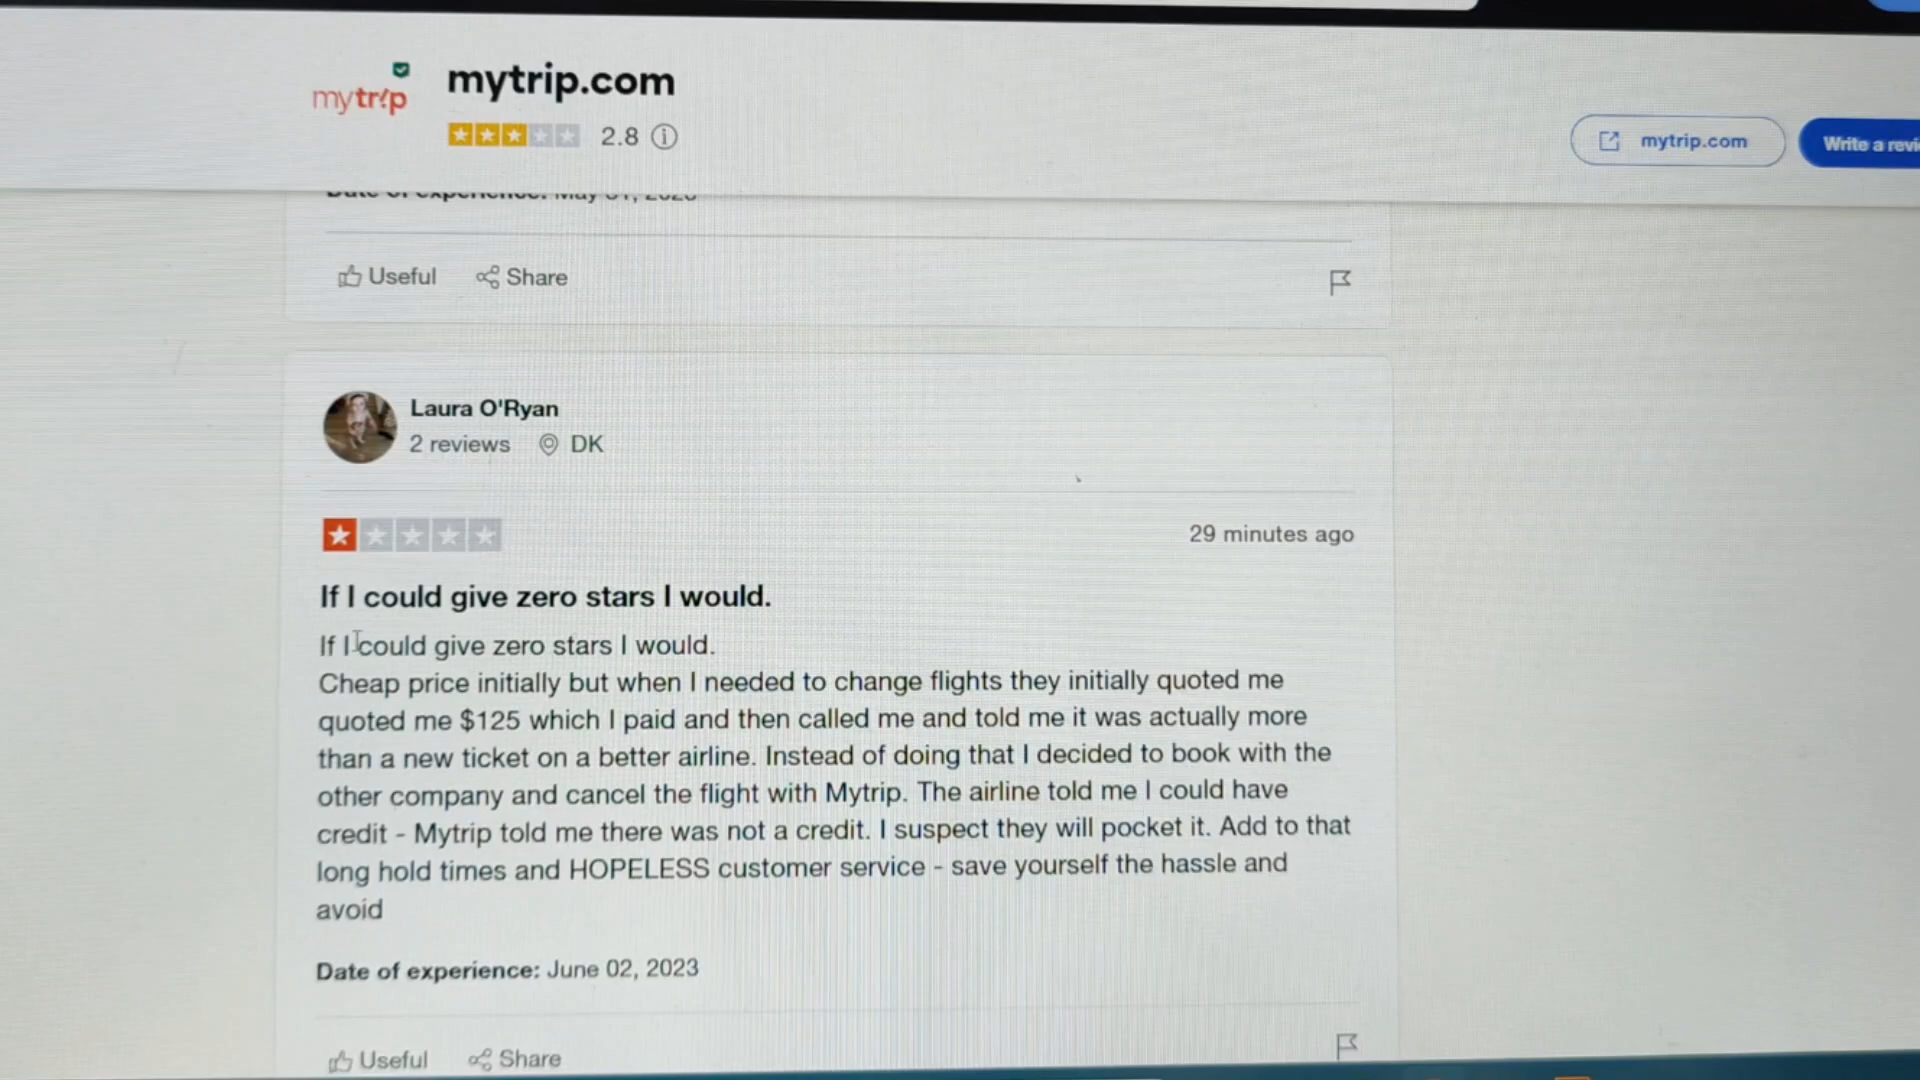 mytrip
mytrip.com
2.8
mytrip.com
Write a revi
Date of experience: May
Useful
Share
Laura O'Ryan
2 reviews
DK
29 minutes ago
If I could give zero stars I would.
If I could give zero stars I would.
Cheap price initially but when I needed to change flights they initially quoted me
quoted me $125 which I paid and then called me and told me it was actually more
than a new ticket on a better airline. Instead of doing that I decided to book with the
other company and cancel the flight with Mytrip. The airline told me I could have
credit - Mytrip told me there was not a credit. I suspect they will pocket it. Add to that
long hold times and HOPELESS customer service - save yourself the hassle and
avoid
Date of experience: June 02, 2023
Useful
Share